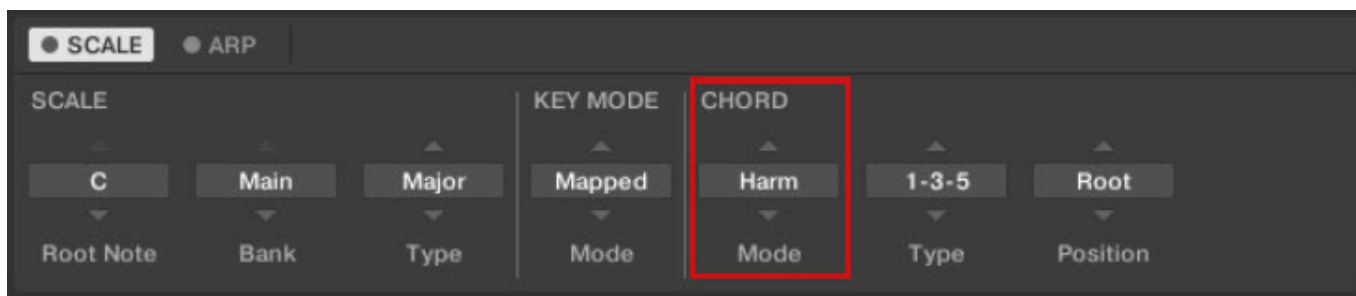 SCALE ARP
SCALE KEY MODE CHORD
C Main Major Mapped Harm 1-3-5 Root
Root Note Bank Type Mode Mode Type Position